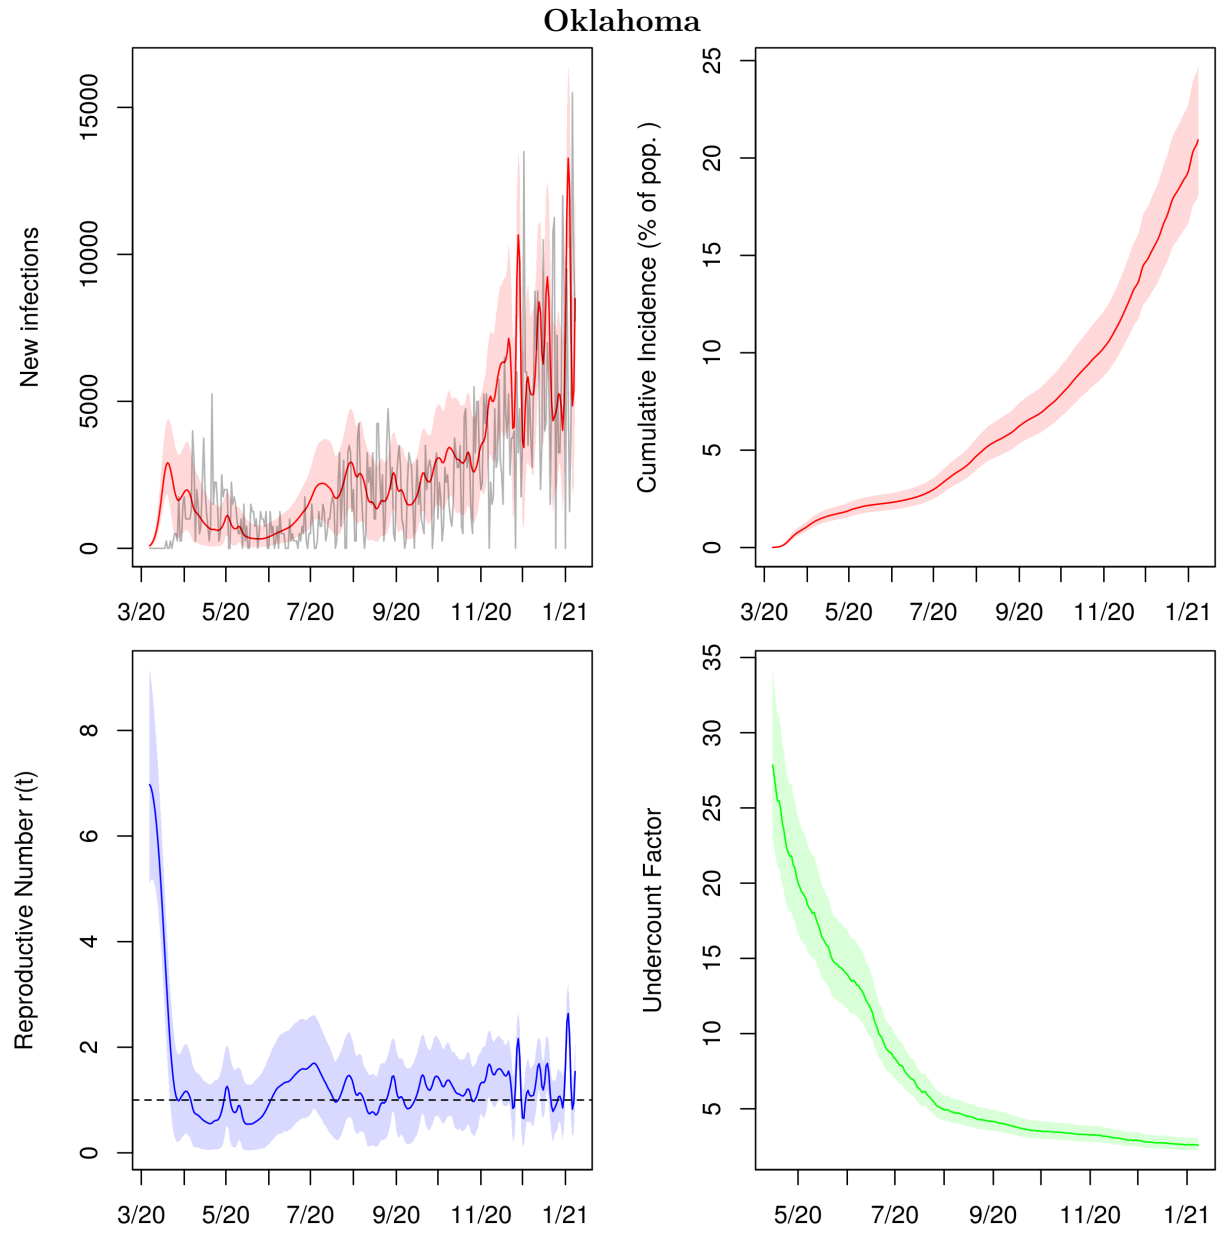 Oklahoma
New infections
0
5000
10000
15000
3/20 5/20 7/20 9/20 11/20 1/21
Cumulative Incidence (% of pop. )
0
5
10
15
20
25
3/20 5/20 7/20 9/20 11/20 1/21
Reproductive Number r(t)
0
2
4
6
8
3/20 5/20 7/20 9/20 11/20 1/21
Undercount Factor
5
10
15
20
25
30
35
5/20 7/20 9/20 11/20 1/21